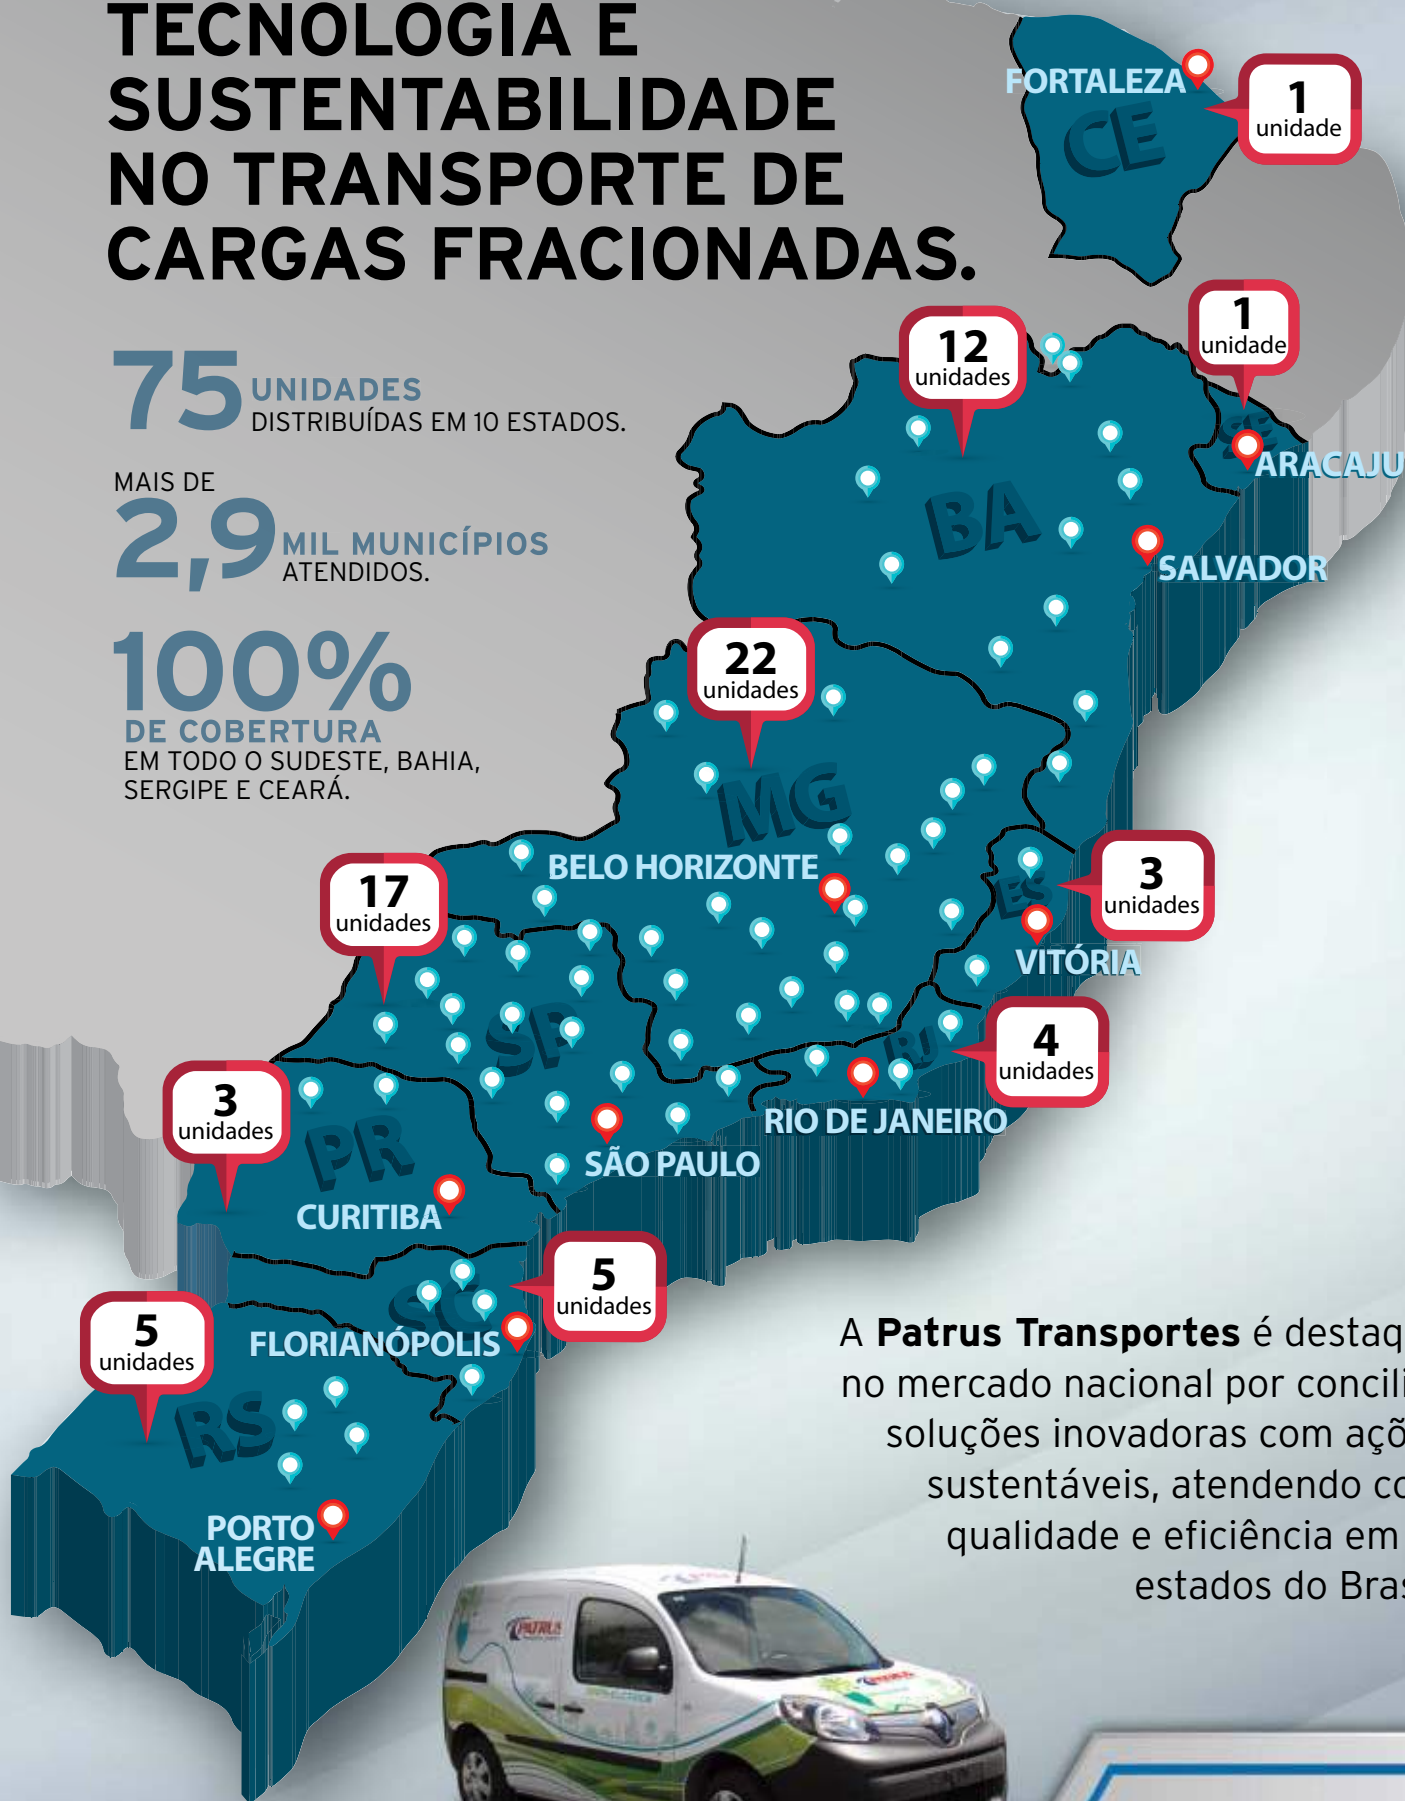 TECNOLOGIA E
SUSTENTABILIDADE
NO TRANSPORTE DE
CARGAS FRACIONADAS.
75 UNIDADES
DISTRIBUÍDAS EM 10 ESTADOS.
MAIS DE
2,9 MIL MUNICÍPIOS
ATENDIDOS.
100%
DE COBERTURA
EM TODO O SUDESTE, BAHIA,
SERGIPE E CEARÁ.
FORTALEZA
CE
1
unidade
1
unidade
SE
ARACAJU
12
unidades
BA
SALVADOR
22
unidades
MG
BELO HORIZONTE
3
unidades
ES
VITÓRIA
17
unidades
SP
SÃO PAULO
4
unidades
RJ
RIO DE JANEIRO
3
unidades
PR
CURITIBA
5
unidades
SC
FLORIANÓPOLIS
5
unidades
RS
PORTO
ALEGRE
A Patrus Transportes é destaq
no mercado nacional por concili
soluções inovadoras com açõ
sustentáveis, atendendo co
qualidade e eficiência em
estados do Bras
PATRUS